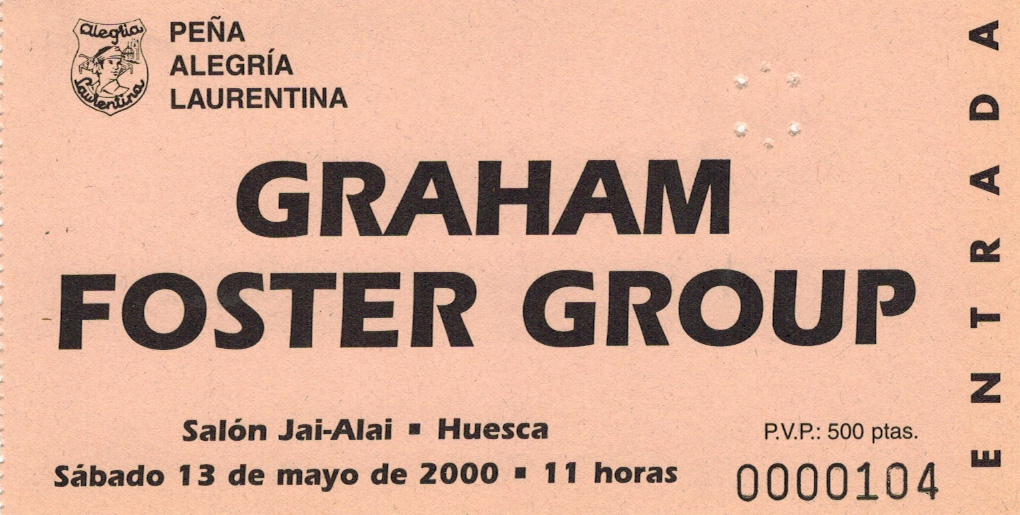 Alegría
Laurentina
PEÑA
ALEGRÍA
LAURENTINA
GRAHAM
FOSTER GROUP
Salón Jai-Alai ▪ Huesca
Sábado 13 de mayo de 2000 ▪ 11 horas
P.V.P.: 500 ptas.
0000104
ENTRADA